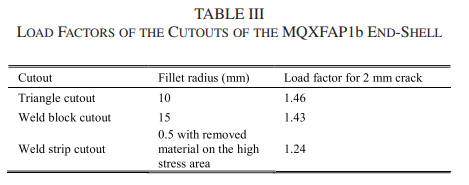 TABLE III
LOAD FACTORS OF THE CUTOUTS OF THE MQXFAP1b END-SHELL
Cutout Fillet radius (mm) Load factor for 2 mm crack
Triangle cutout 10 1.46
Weld block cutout 15 1.43
0.5 with removed
Weld strip cutout material on the high 1.24
stress area